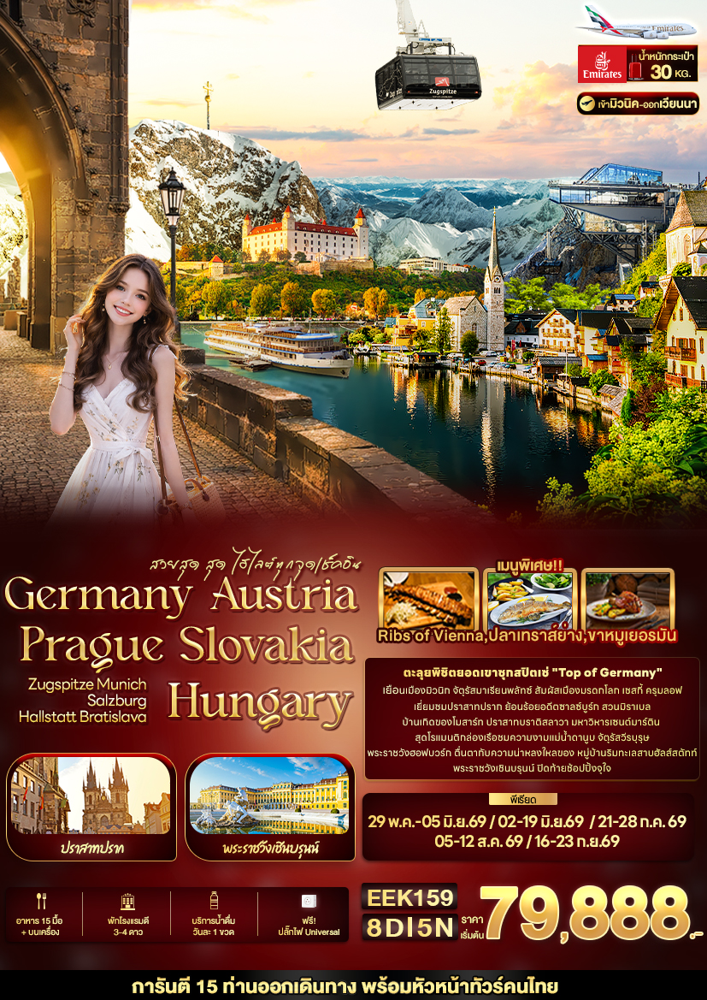 Emirates
Emirates
น้ำหนักกระเป๋า
30 KG.
เข้ามิวนิค-ออกเวียนนา
Zugspitze
สวยสุด สุด ไฮไลต์ทุกจุดเช็คอิน
Germany Austria
Prague Slovakia
Zugspitze Munich
Salzburg
Hallstatt Bratislava
Hungary
เมนูพิเศษ!!
Ribs of Vienna,ปลาเทราส์ย่าง,ขาหมูเยอรมัน
ตะลุยพิชิตยอดเขาซุกสปิตเซ่ "Top of Germany"
เยือนเมืองมิวนิก จัตุรัสมาเรียนพลัทซ์ สัมผัสเมืองมรดกโลก เชสกี้ ครุมลอฟ
เยี่ยมชมปราสาทปราก ย้อนร้อยอดีตซาลซ์บูร์ก สวนมิราเบล
บ้านเกิดของโมสาร์ท ปราสาทบราติสลาวา มหาวิหารเซนต์มาร์ติน
สุดโรแมนติกล่องเรือชมความงามแม่น้ำดานูบ จัตุรัสวีรบุรุษ
พระราชวังฮอฟบวร์ก ตื่นตากับความน่าหลงใหลของ หมู่บ้านริมทะเลสาบฮัลล์สตัทท์
พระราชวังเชินบรุนน์ ปิดท้ายช้อปปิ้งจุใจ
ปราสาทปราก
พระราชวังเชินบรุนน์
พีเรียด
29 พ.ค.-05 มิ.ย.69 / 02-19 มิ.ย.69 / 21-28 ก.ค. 69
05-12 ส.ค. 69 / 16-23 ก.ย.69
อาหาร 15 มื้อ
+ บนเครื่อง
พักโรงแรมดี
3-4 ดาว
บริการน้ำดื่ม
วันละ 1 ขวด
ฟรี!
ปลั๊กไฟ Universal
EEK159
8D|5N
ราคา
เริ่มต้น
79,888.-
การันตี 15 ท่านออกเดินทาง พร้อมหัวหน้าทัวร์คนไทย